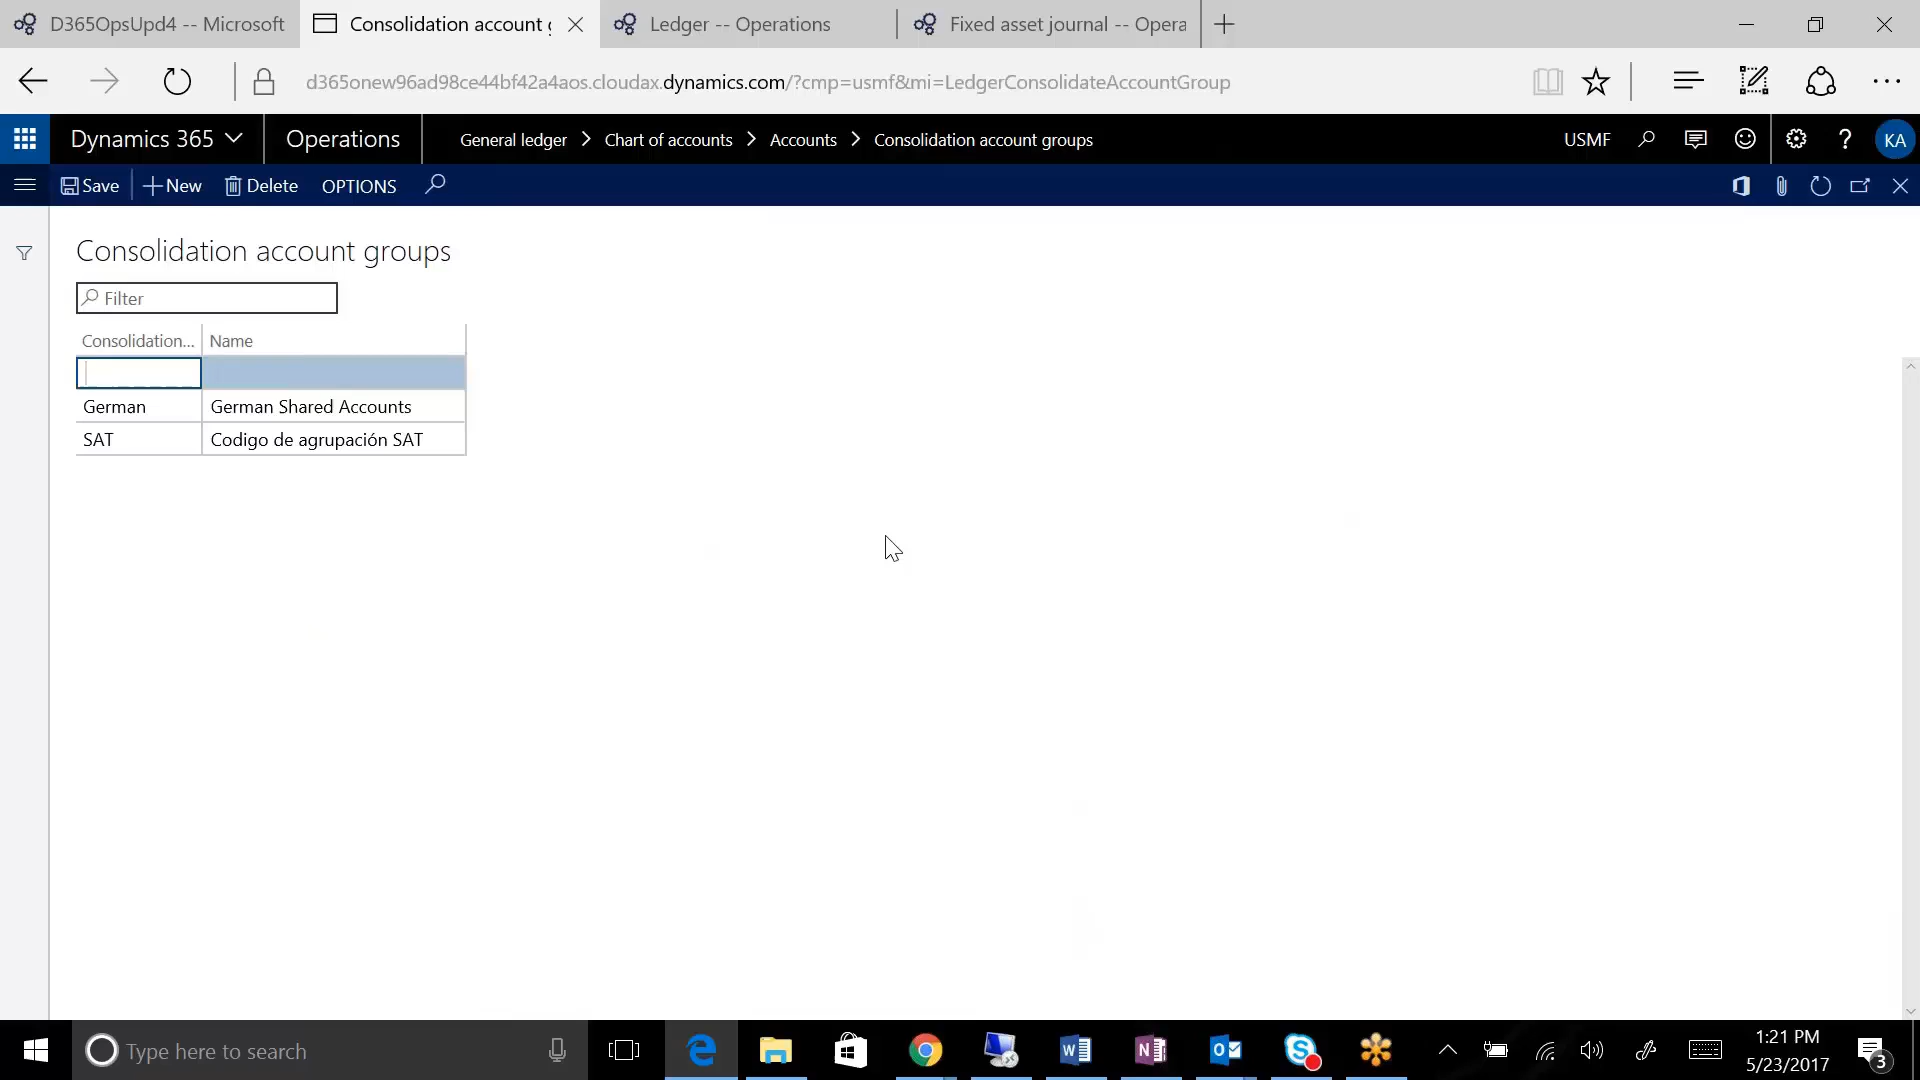 D365OpsUpd4 -- Microsoft
Consolidation account g
Ledger -- Operations
Fixed asset journal -- Opera
d365onew96ad98ce44bf42a4aos.cloudax.dynamics.com/?cmp=usmf&mi=LedgerConsolidateAccountGroup
Dynamics 365
Operations
General ledger > Chart of accounts > Accounts > Consolidation account groups
USMF
?
KA
Save
+ New
Delete
OPTIONS
Consolidation account groups
Filter
Consolidation... Name
German German Shared Accounts
SAT Codigo de agrupación SAT
Type here to search
1:21 PM
5/23/2017
3